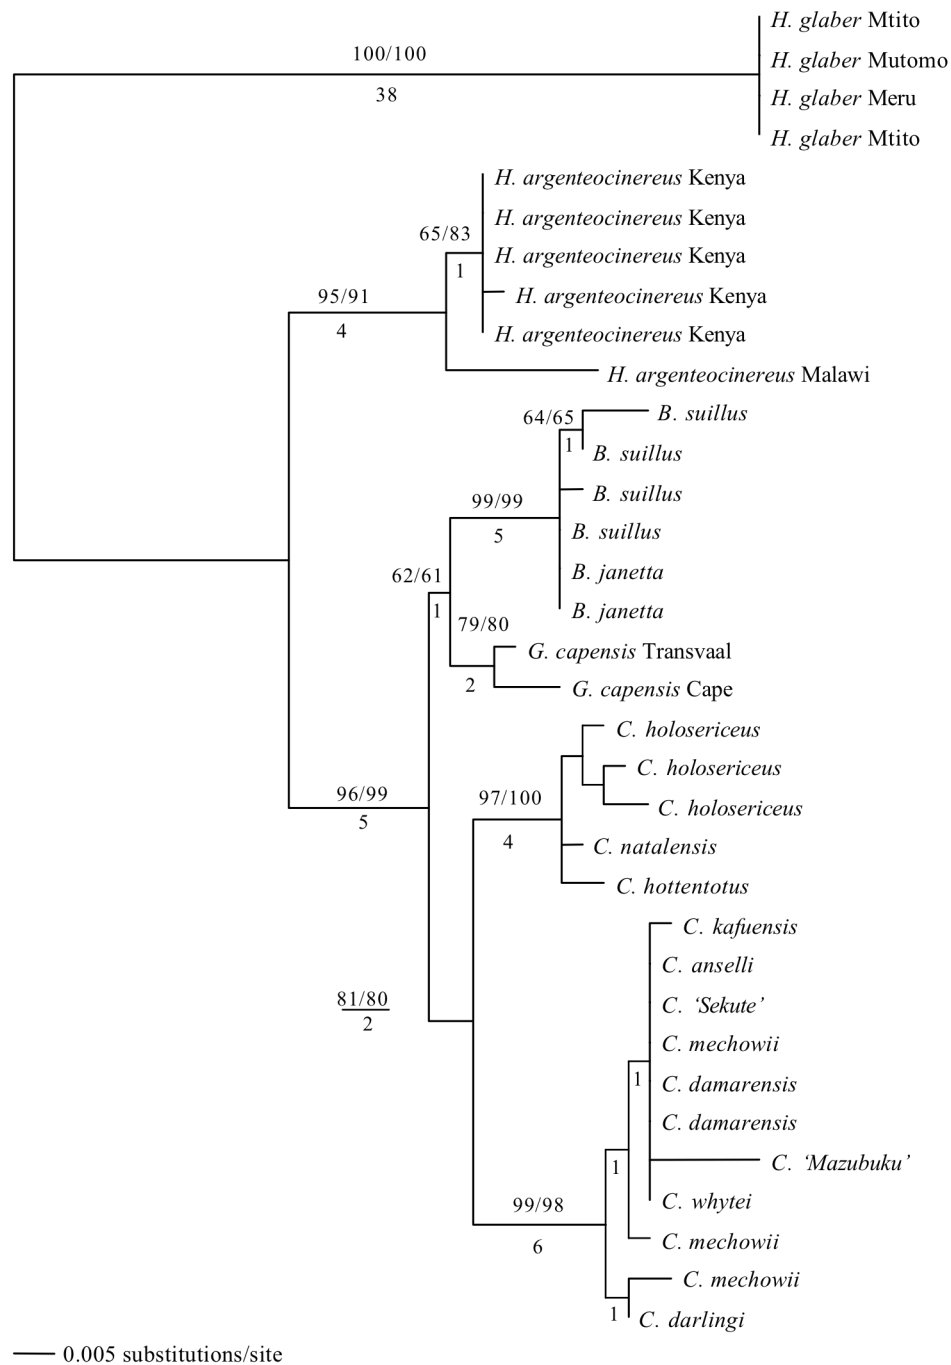 H. glaber Mtito
100/100
H. glaber Mutomo
38
H. glaber Meru
H. glaber Mtito
H. argenteocinereus Kenya
H. argenteocinereus Kenya
65/83
H. argenteocinereus Kenya
1
95/91
H. argenteocinereus Kenya
4
H. argenteocinereus Kenya
H. argenteocinereus Malawi
64/65
B. suillus
1
B. suillus
99/99
B. suillus
5
B. suillus
62/61
B. janetta
1
B. janetta
79/80
G. capensis Transvaal
2
G. capensis Cape
C. holosericeus
C. holosericeus
96/99
97/100
C. holosericeus
5
4
C. natalensis
C. hottentotus
C. kafuensis
C. anselli
81/80
2
C. ‘Sekute’
C. mechowii
1
C. damarensis
C. damarensis
1
C. ‘Mazubuku’
99/98
C. whytei
6
C. mechowii
C. mechowii
1
C. darlingi
0.005 substitutions/site